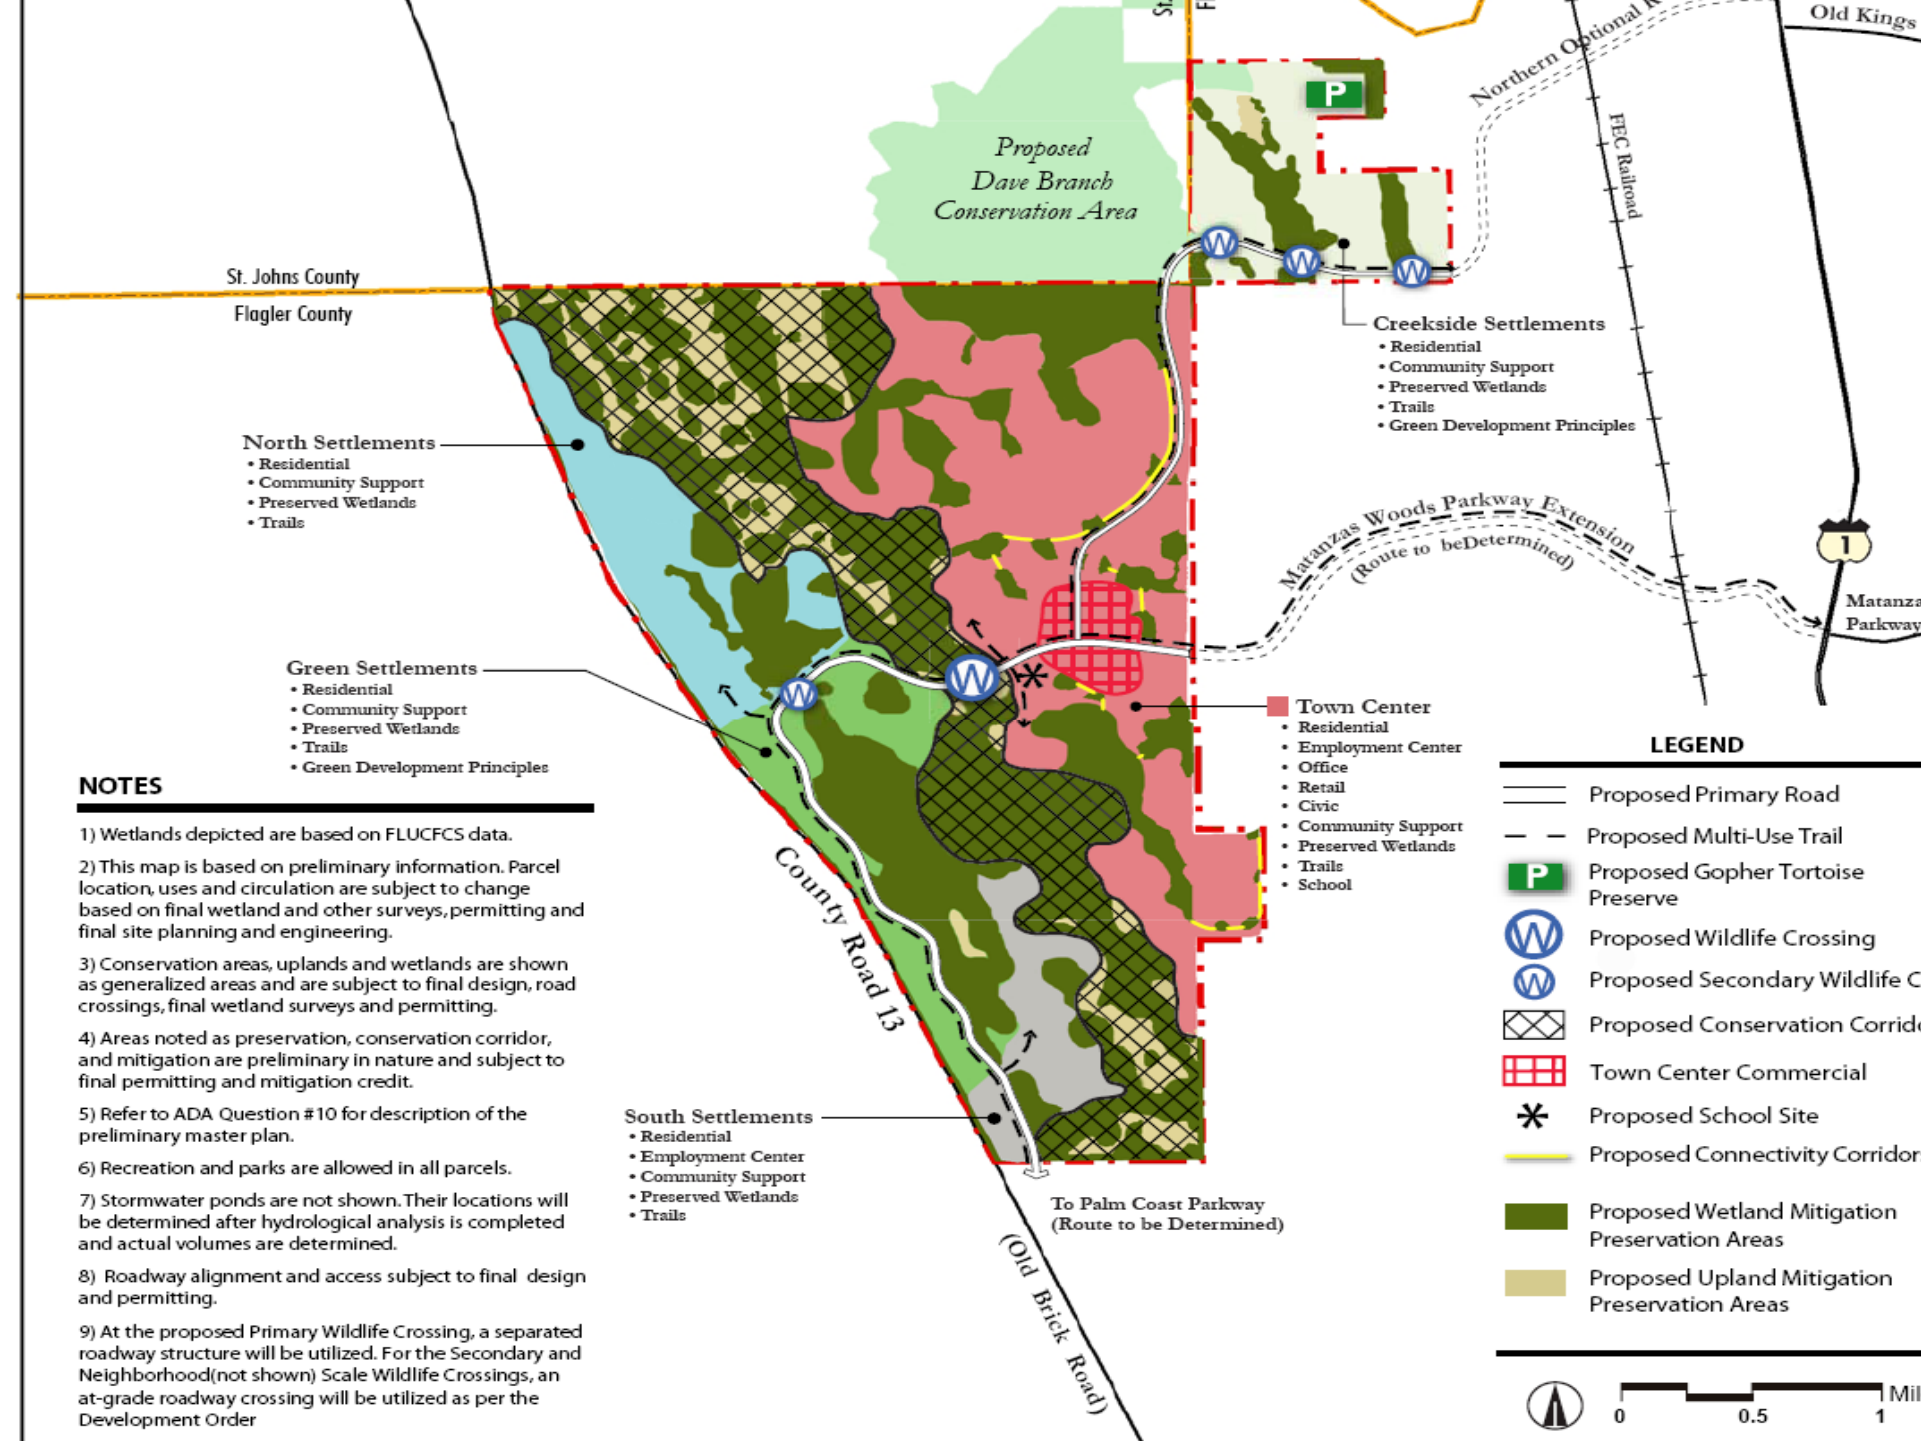 St.
Fl
Old Kings
Northern Optional R
FEC Railroad
P
Proposed
Dave Branch
Conservation Area
W
W
W
St. Johns County
Flagler County
Creekside Settlements
• Residential
• Community Support
• Preserved Wetlands
• Trails
• Green Development Principles
North Settlements
• Residential
• Community Support
• Preserved Wetlands
• Trails
Matanzas Woods Parkway Extension
(Route to beDetermined)
1
Matanza
Parkway
Green Settlements
• Residential
• Community Support
• Preserved Wetlands
• Trails
• Green Development Principles
W
W
Town Center
• Residential
• Employment Center
• Office
• Retail
• Civic
• Community Support
• Preserved Wetlands
• Trails
• School
County Road 13
South Settlements
• Residential
• Employment Center
• Community Support
• Preserved Wetlands
• Trails
To Palm Coast Parkway
(Route to be Determined)
(Old Brick Road)
NOTES
1) Wetlands depicted are based on FLUCFCS data.
2) This map is based on preliminary information. Parcel
location, uses and circulation are subject to change
based on final wetland and other surveys, permitting and
final site planning and engineering.
3) Conservation areas, uplands and wetlands are shown
as generalized areas and are subject to final design, road
crossings, final wetland surveys and permitting.
4) Areas noted as preservation, conservation corridor,
and mitigation are preliminary in nature and subject to
final permitting and mitigation credit.
5) Refer to ADA Question #10 for description of the
preliminary master plan.
6) Recreation and parks are allowed in all parcels.
7) Stormwater ponds are not shown. Their locations will
be determined after hydrological analysis is completed
and actual volumes are determined.
8) Roadway alignment and access subject to final design
and permitting.
9) At the proposed Primary Wildlife Crossing, a separated
roadway structure will be utilized. For the Secondary and
Neighborhood(not shown) Scale Wildlife Crossings, an
at-grade roadway crossing will be utilized as per the
Development Order
LEGEND
Proposed Primary Road
Proposed Multi-Use Trail
P Proposed Gopher Tortoise
Preserve
W Proposed Wildlife Crossing
W Proposed Secondary Wildlife C
Proposed Conservation Corrido
Town Center Commercial
Proposed School Site
Proposed Connectivity Corridors
Proposed Wetland Mitigation
Preservation Areas
Proposed Upland Mitigation
Preservation Areas
Mil
0 0.5 1